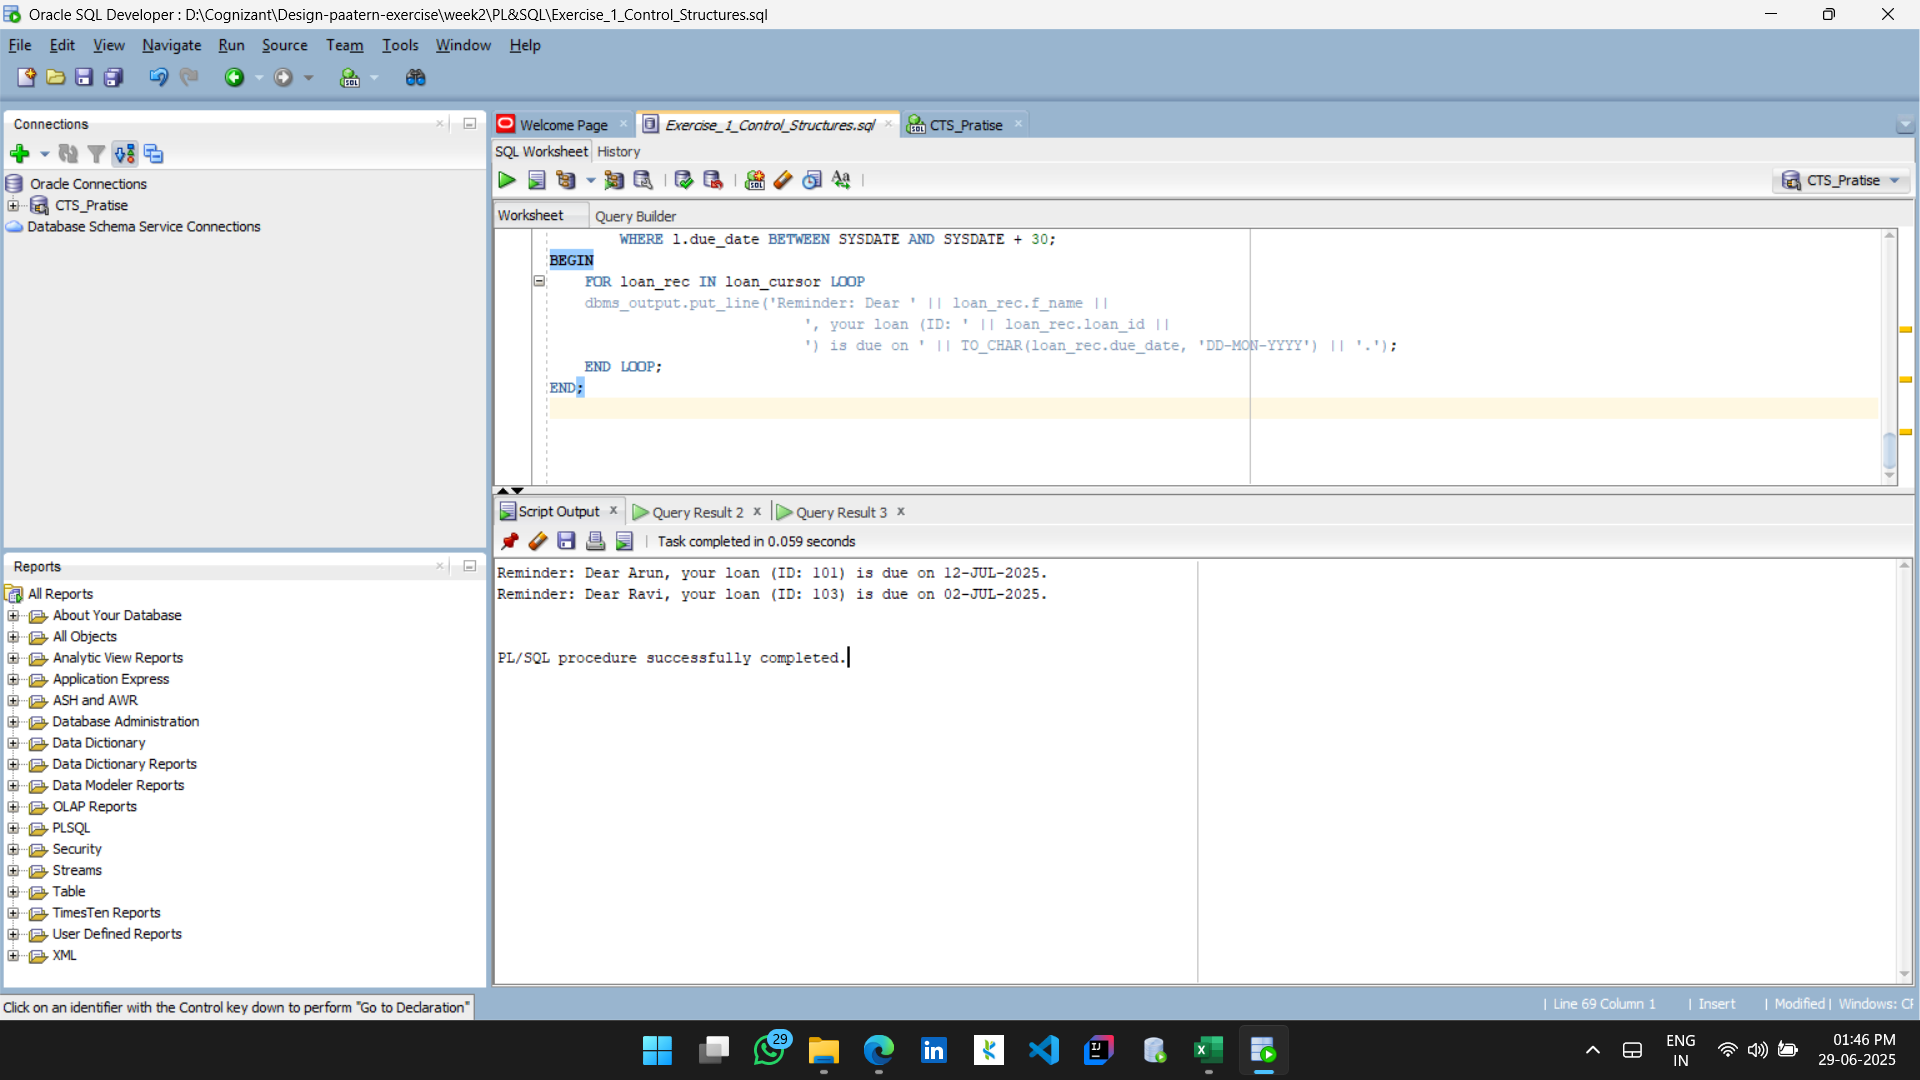 Oracle SQL Developer : D:\Cognizant\Design-paatern-exercise\week2\PL&SQL\Exercise_1_Control_Structures.sql
File Edit View Navigate Run Source Team Tools Window Help
Connections
Oracle Connections
CTS_Pratise
Database Schema Service Connections
Reports
All Reports
About Your Database
All Objects
Analytic View Reports
Application Express
ASH and AWR
Database Administration
Data Dictionary
Data Dictionary Reports
Data Modeler Reports
OLAP Reports
PLSQL
Security
Streams
Table
TimesTen Reports
User Defined Reports
XML
Welcome Page Exercise_1_Control_Structures.sql CTS_Pratise
SQL Worksheet History
CTS_Pratise
Worksheet Query Builder
WHERE l.due_date BETWEEN SYSDATE AND SYSDATE + 30;
BEGIN
FOR loan_rec IN loan_cursor LOOP
dbms_output.put_line('Reminder: Dear ' || loan_rec.f_name ||
', your loan (ID: ' || loan_rec.loan_id ||
') is due on ' || TO_CHAR(loan_rec.due_date, 'DD-MON-YYYY') || '.');
END LOOP;
END;
Script Output Query Result 2 Query Result 3
Task completed in 0.059 seconds
Reminder: Dear Arun, your loan (ID: 101) is due on 12-JUL-2025.
Reminder: Dear Ravi, your loan (ID: 103) is due on 02-JUL-2025.
PL/SQL procedure successfully completed.
Click on an identifier with the Control key down to perform "Go to Declaration"
Line 69 Column 1 | Insert | Modified | Windows: CF
29
ENG
IN
01:46 PM
29-06-2025